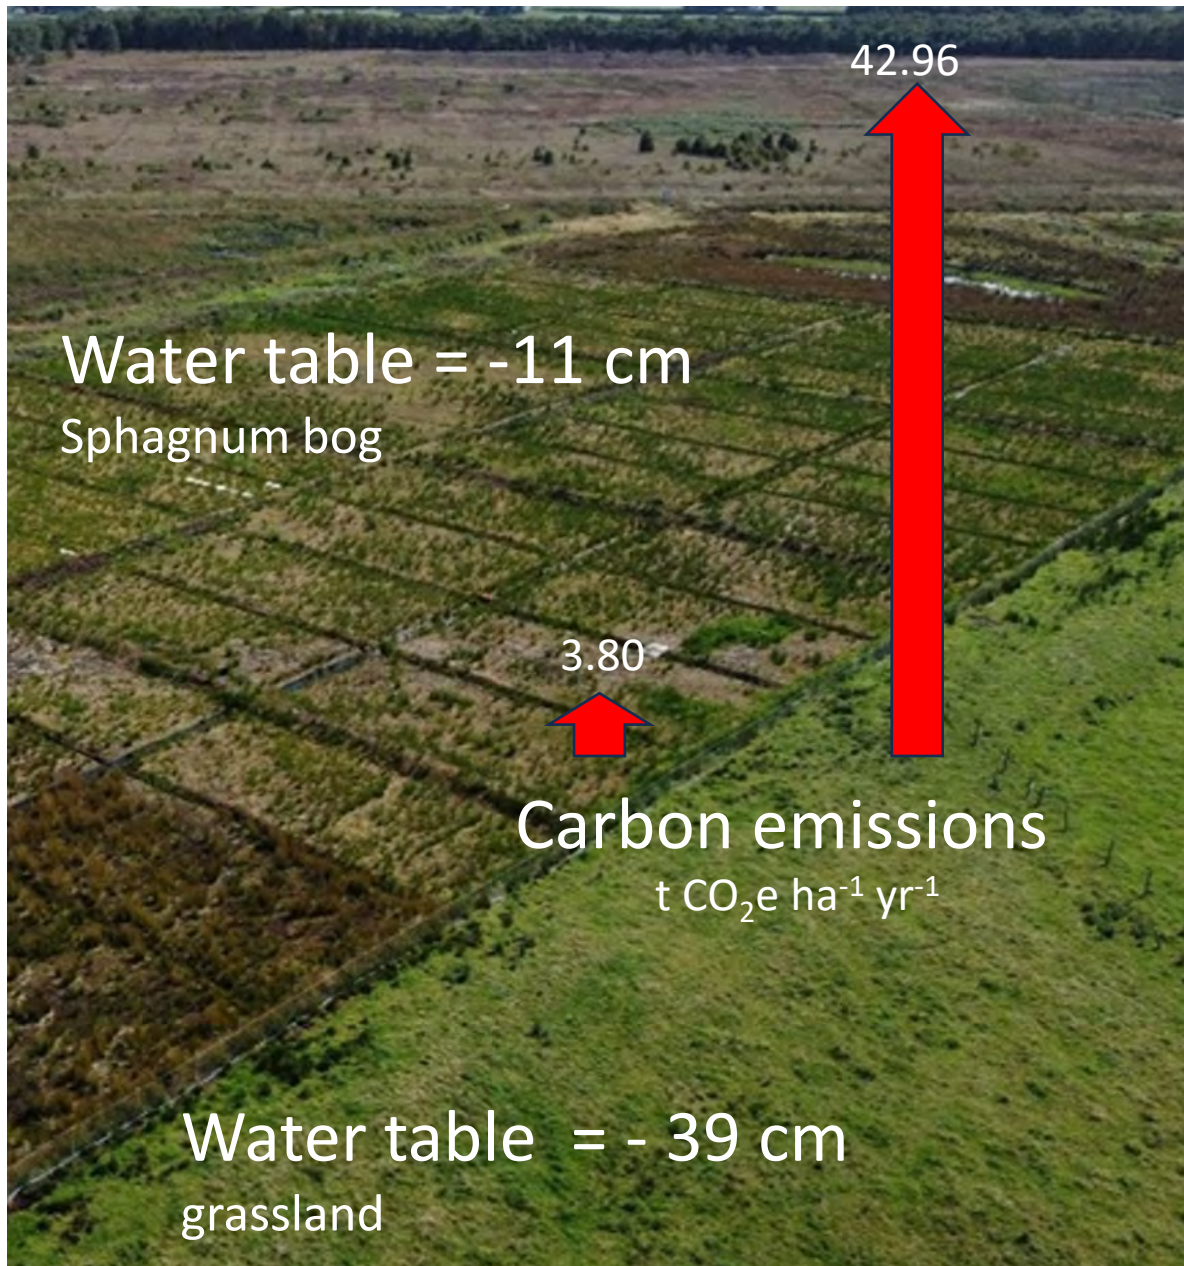 42.96
Water table = -11 cm
Sphagnum bog
3.80
Carbon emissions
t CO₂e ha⁻¹ yr⁻¹
Water table  = - 39 cm
grassland